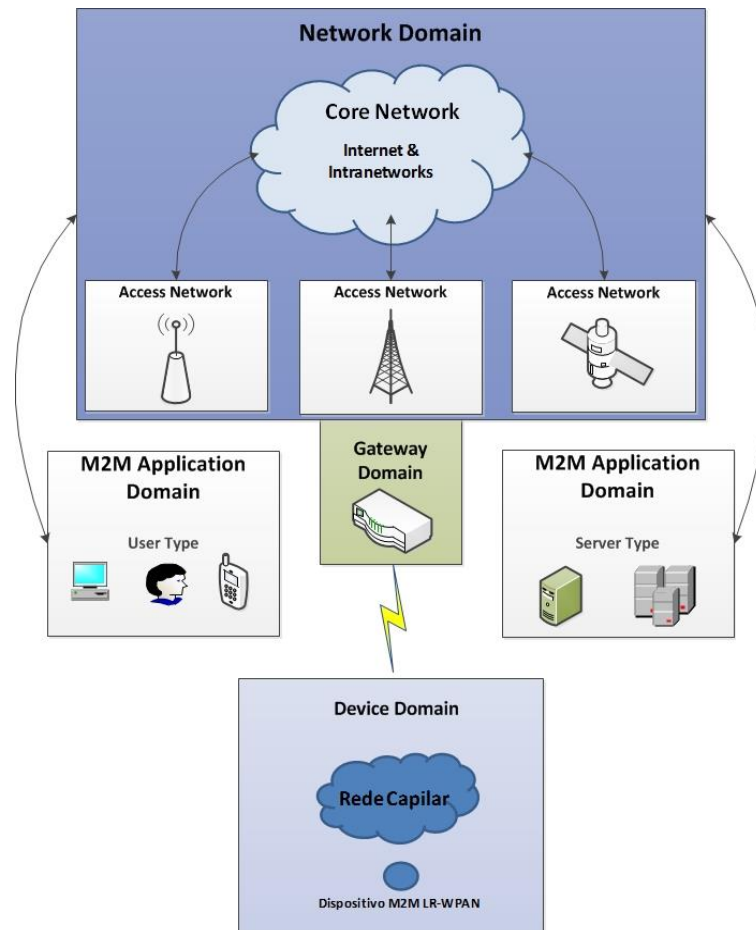 Network Domain
Core Network
Internet &
Intranetworks
Access Network
Access Network
Access Network
Gateway
Domain
M2M Application
Domain
User Type
M2M Application
Domain
Server Type
Device Domain
Rede Capilar
Dispositivo M2M LR-WPAN